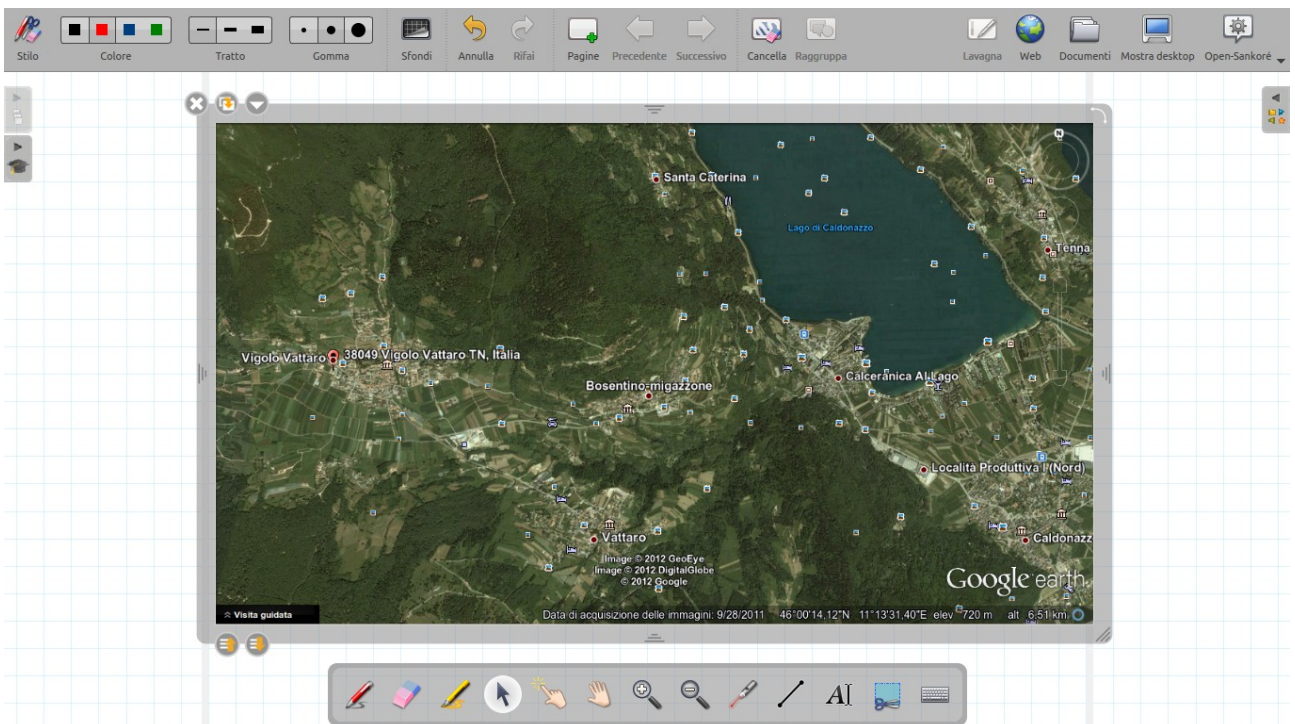 Stilo
Colore
Tratto
Gomma
Sfondi
Annulla
Rifai
Pagine
Precedente
Successivo
Cancella
Raggruppa
Lavagna
Web
Documenti
Mostra desktop
Open-Sankoré
N
Santa Caterina
Lago di Caldonazzo
Tenna
Vigolo Vattaro
38049 Vigolo Vattaro TN, Italia
Calceranica Al Lago
Bosentino-migazzone
Località Produttiva I (Nord)
Vattaro
Caldonazz
Image © 2012 GeoEye
Image © 2012 DigitalGlobe
© 2012 Google
Google earth
Visita guidata
Data di acquisizione delle immagini: 9/28/2011 46°00'14,12"N 11°13'31,40"E elev 720 m alt 6,51 km
AI